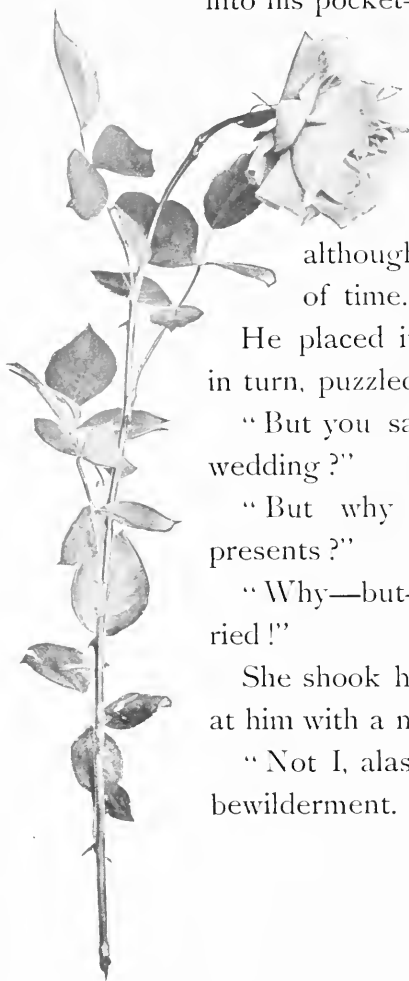 into his pocket-
although
of time.
He placed i
in turn, puzzled
“But you sa
wedding?”
“But why
presents?”
“Why—but-
ried!”
She shook h
at him with a n
“Not I, alas
bewilderment.